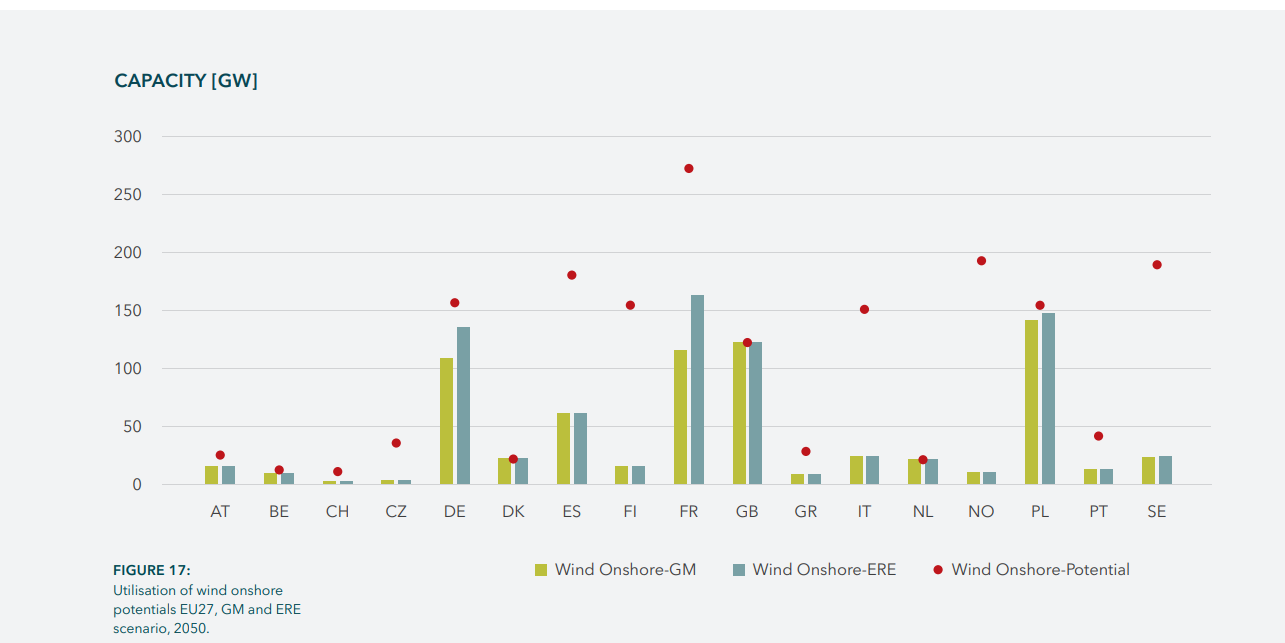 CAPACITY [GW]
300
250
200
150
100
50
0
AT BE CH CZ DE DK ES FI FR GB GR IT NL NO PL PT SE
FIGURE 17:
Utilisation of wind onshore
potentials EU27, GM and ERE
scenario, 2050.
Wind Onshore-GM Wind Onshore-ERE Wind Onshore-Potential